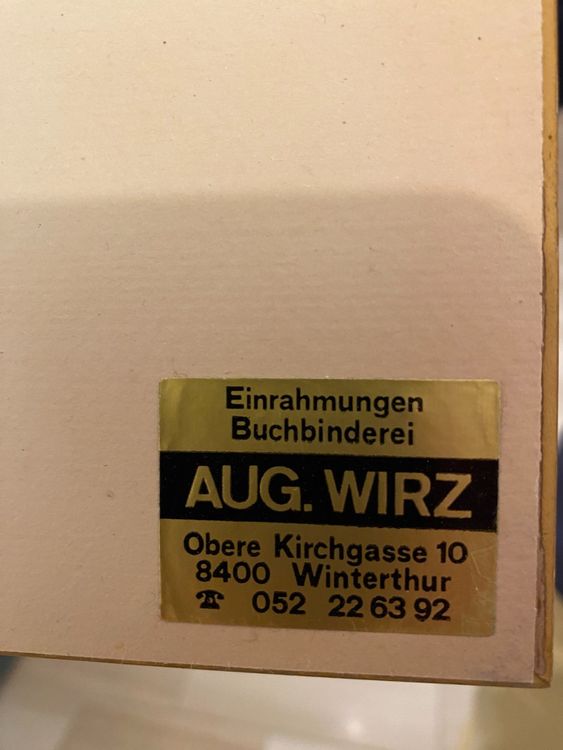 Einrahmungen
Buchbinderei
AUG. WIRZ
Obere Kirchgasse 10
8400 Winterthur
☎ 052 22 63 92